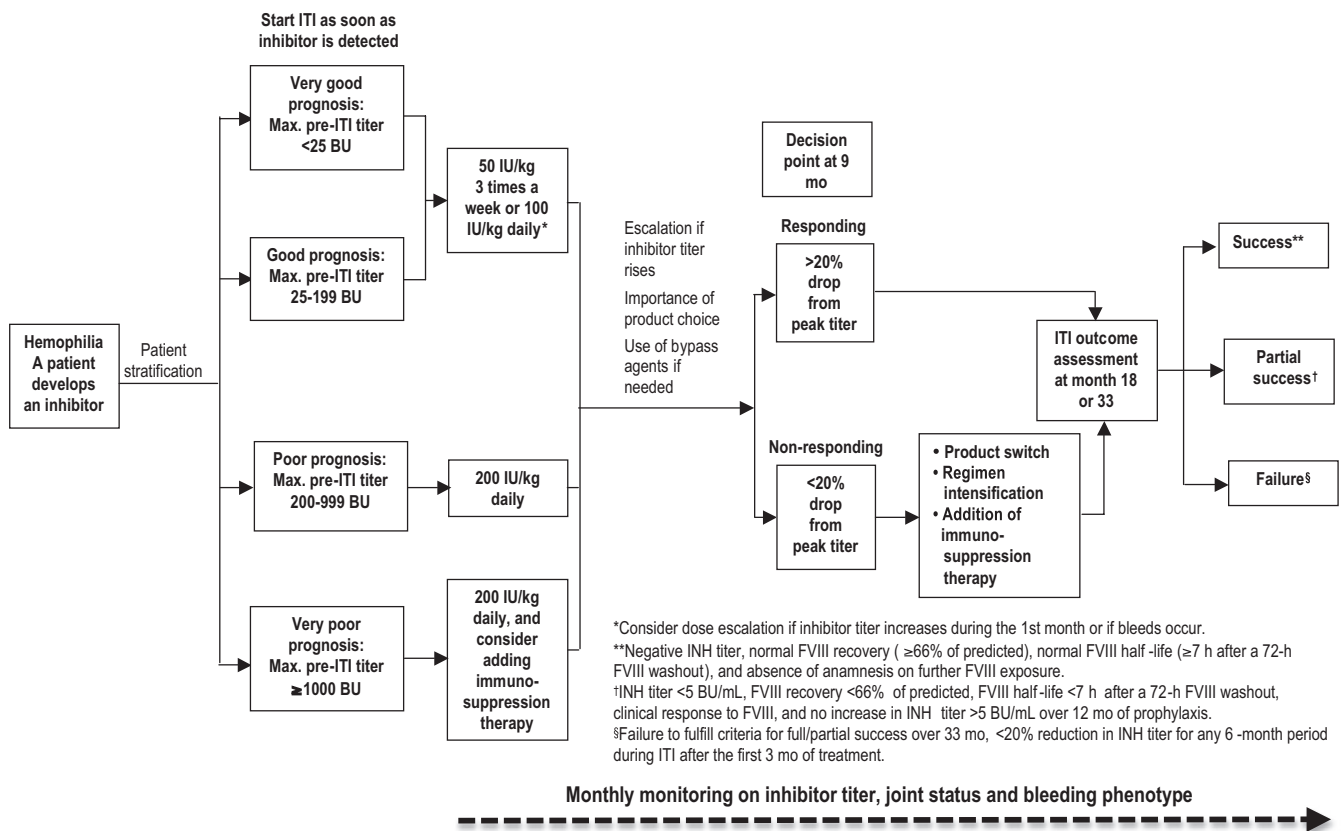 Start ITI as soon as
inhibitor is detected
Very good
prognosis:
Max. pre-ITI titer
<25 BU
Good prognosis:
Max. pre-ITI titer
25-199 BU
Hemophilia
A patient
develops
an inhibitor
Patient
stratification
Poor prognosis:
Max. pre-ITI titer
200-999 BU
Very poor
prognosis:
Max. pre-ITI titer
≥1000 BU
50 IU/kg
3 times a
week or 100
IU/kg daily*
200 IU/kg
daily
200 IU/kg
daily, and
consider
adding
immuno-
suppression
therapy
Escalation if
inhibitor titer
rises
Importance of
product choice
Use of bypass
agents if
needed
Decision
point at 9
mo
Responding
>20%
drop
from
peak titer
Non-responding
<20%
drop
from
peak titer
• Product switch
• Regimen
intensification
• Addition of
immuno-
suppression
therapy
ITI outcome
assessment
at month 18
or 33
Success**
Partial
success†
Failure§
*Consider dose escalation if inhibitor titer increases during the 1st month or if bleeds occur.
**Negative INH titer, normal FVIII recovery ( ≥66% of predicted), normal FVIII half -life (≥7 h after a 72-h
FVIII washout), and absence of anamnesis on further FVIII exposure.
†INH titer <5 BU/mL, FVIII recovery <66% of predicted, FVIII half-life <7 h after a 72-h FVIII washout,
clinical response to FVIII, and no increase in INH titer >5 BU/mL over 12 mo of prophylaxis.
§Failure to fulfill criteria for full/partial success over 33 mo, <20% reduction in INH titer for any 6 -month period
during ITI after the first 3 mo of treatment.
Monthly monitoring on inhibitor titer, joint status and bleeding phenotype